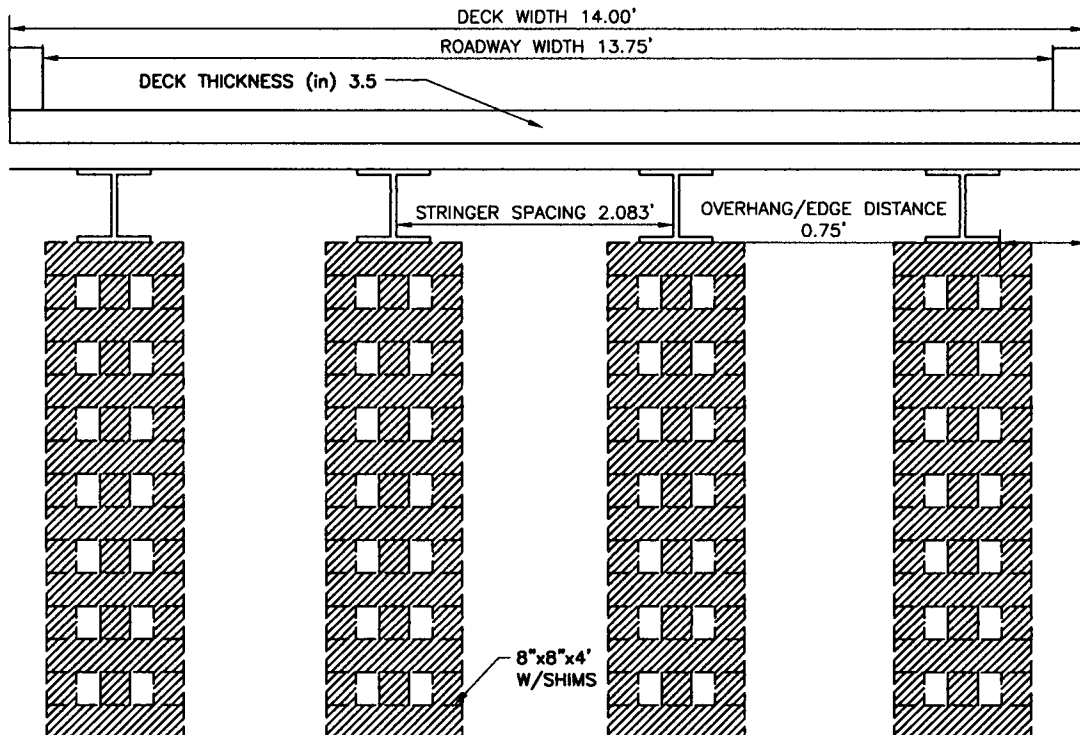 DECK WIDTH 14.00'
ROADWAY WIDTH 13.75'
DECK THICKNESS (in) 3.5
STRINGER SPACING 2.083'
OVERHANG/EDGE DISTANCE
0.75'
8"x8"x4'
W/SHIMS